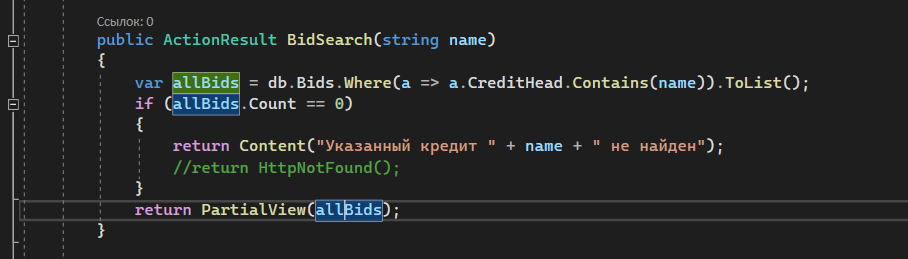 Ссылок: 0
public ActionResult BidSearch(string name)
{
var allBids = db.Bids.Where(a => a.CreditHead.Contains(name)).ToList();
if (allBids.Count == 0)
{
return Content("Указанный кредит " + name + " не найден");
//return HttpNotFound();
}
return PartialView(allBids);
}